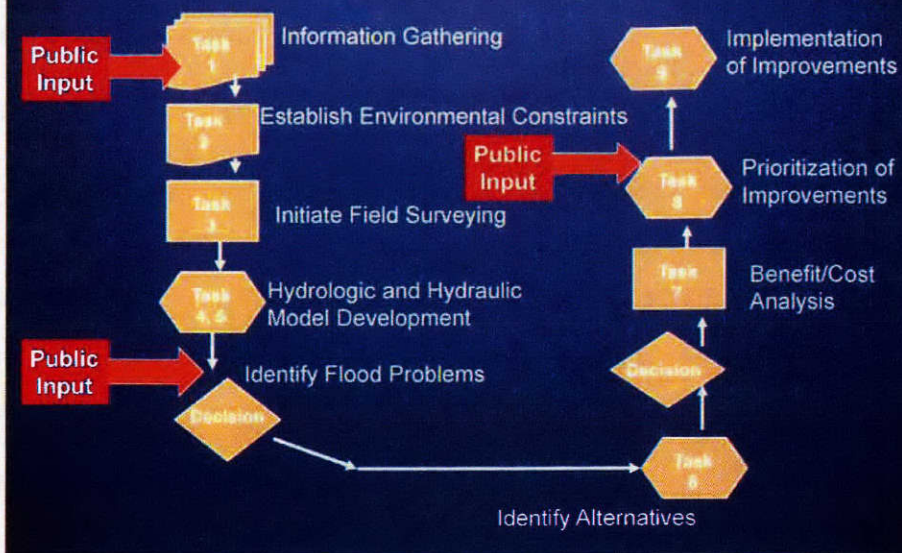 Public
Input
Task
1
Information Gathering
Task
2
Establish Environmental Constraints
Task
3
Initiate Field Surveying
Task
4, 5
Hydrologic and Hydraulic
Model Development
Public
Input
Identify Flood Problems
Decision
Task
6
Identify Alternatives
Decision
Task
7
Benefit/Cost
Analysis
Public
Input
Task
8
Prioritization of
Improvements
Task
9
Implementation
of Improvements